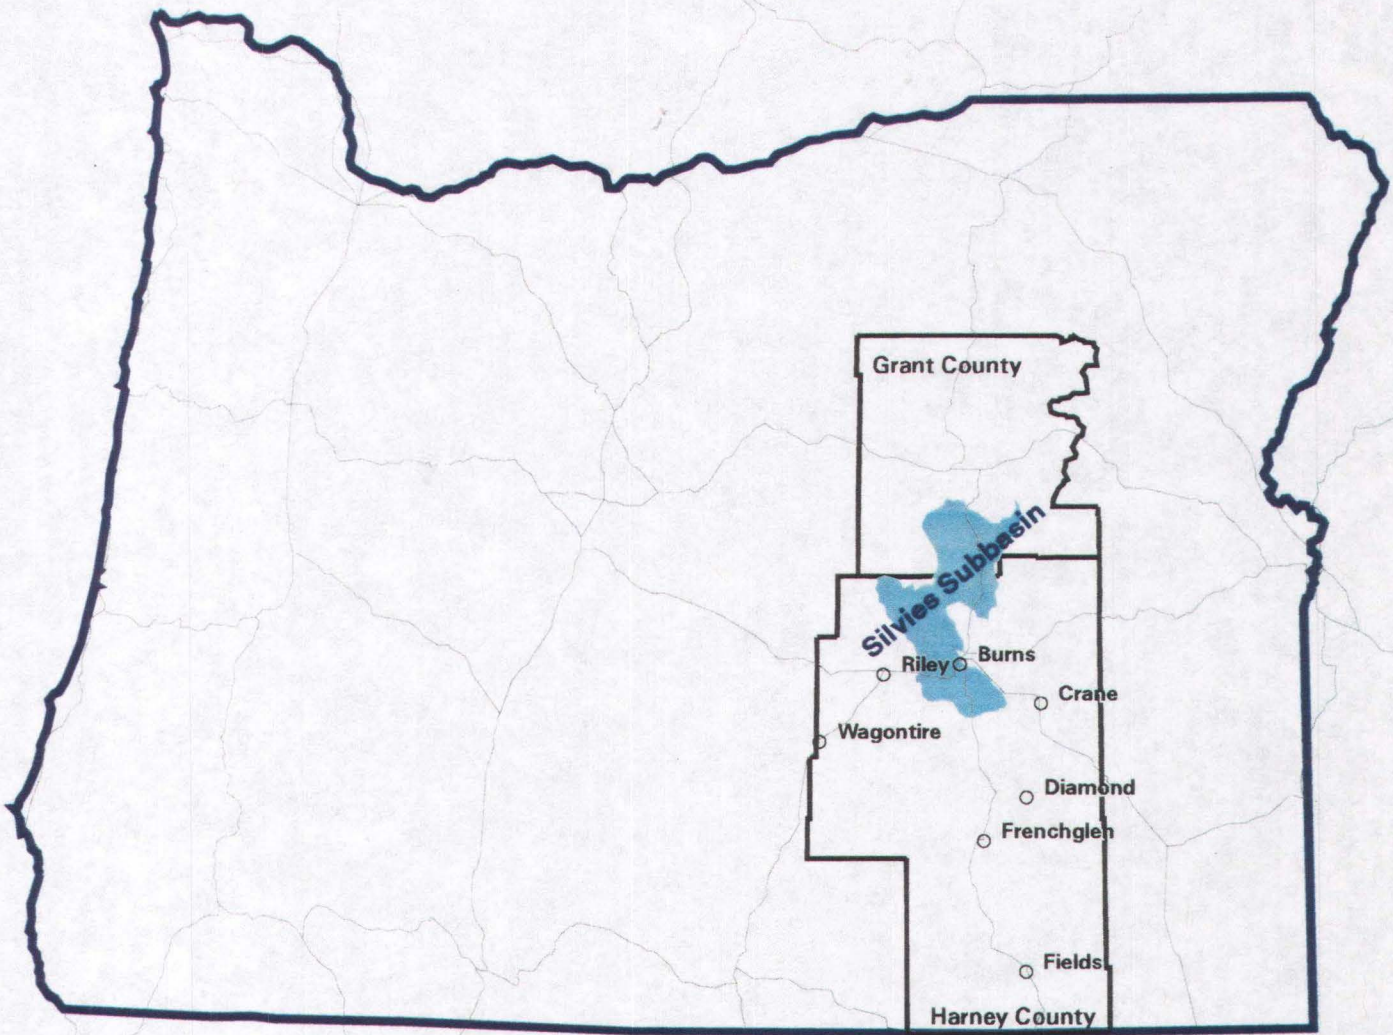 Grant County
Silvies Subbasin
Burns
Riley
Crane
Wagontire
Diamond
Frenchglen
Fields
Harney County